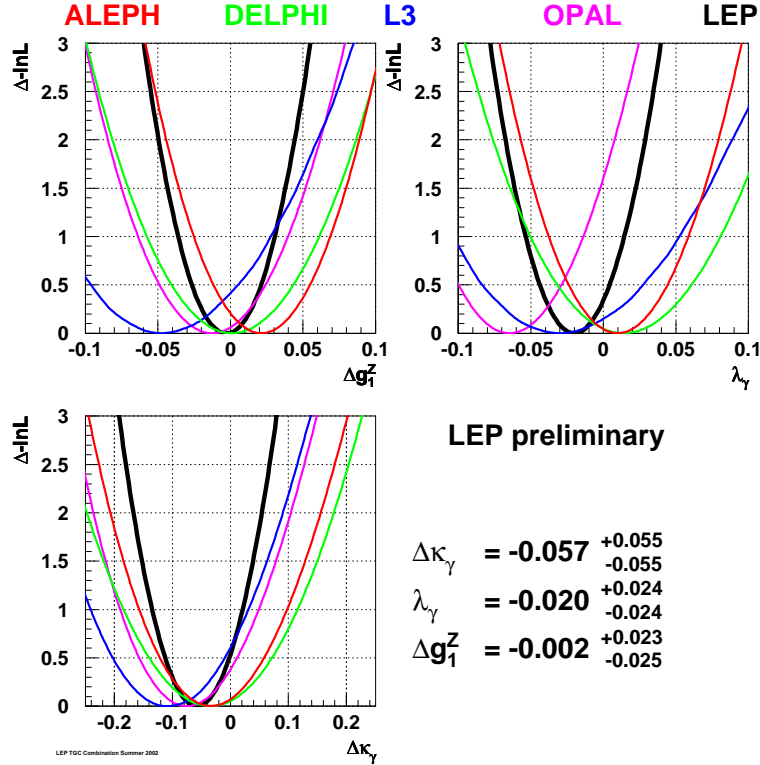 ALEPH DELPHI L3 OPAL LEP
Δ-lnL
3
2.5
2
1.5
1
0.5
0
-0.1 -0.05 0 0.05 0.1
Δg₁ᶻ
Δ-lnL
3
2.5
2
1.5
1
0.5
0
-0.1 -0.05 0 0.05 0.1
λᵧ
Δ-lnL
3
2.5
2
1.5
1
0.5
0
-0.2 -0.1 0 0.1 0.2
Δκᵧ
LEP preliminary
Δκᵧ = -0.057 +0.055 -0.055
λᵧ = -0.020 +0.024 -0.024
Δg₁ᶻ = -0.002 +0.023 -0.025
LEP TGC Combination Summer 2002